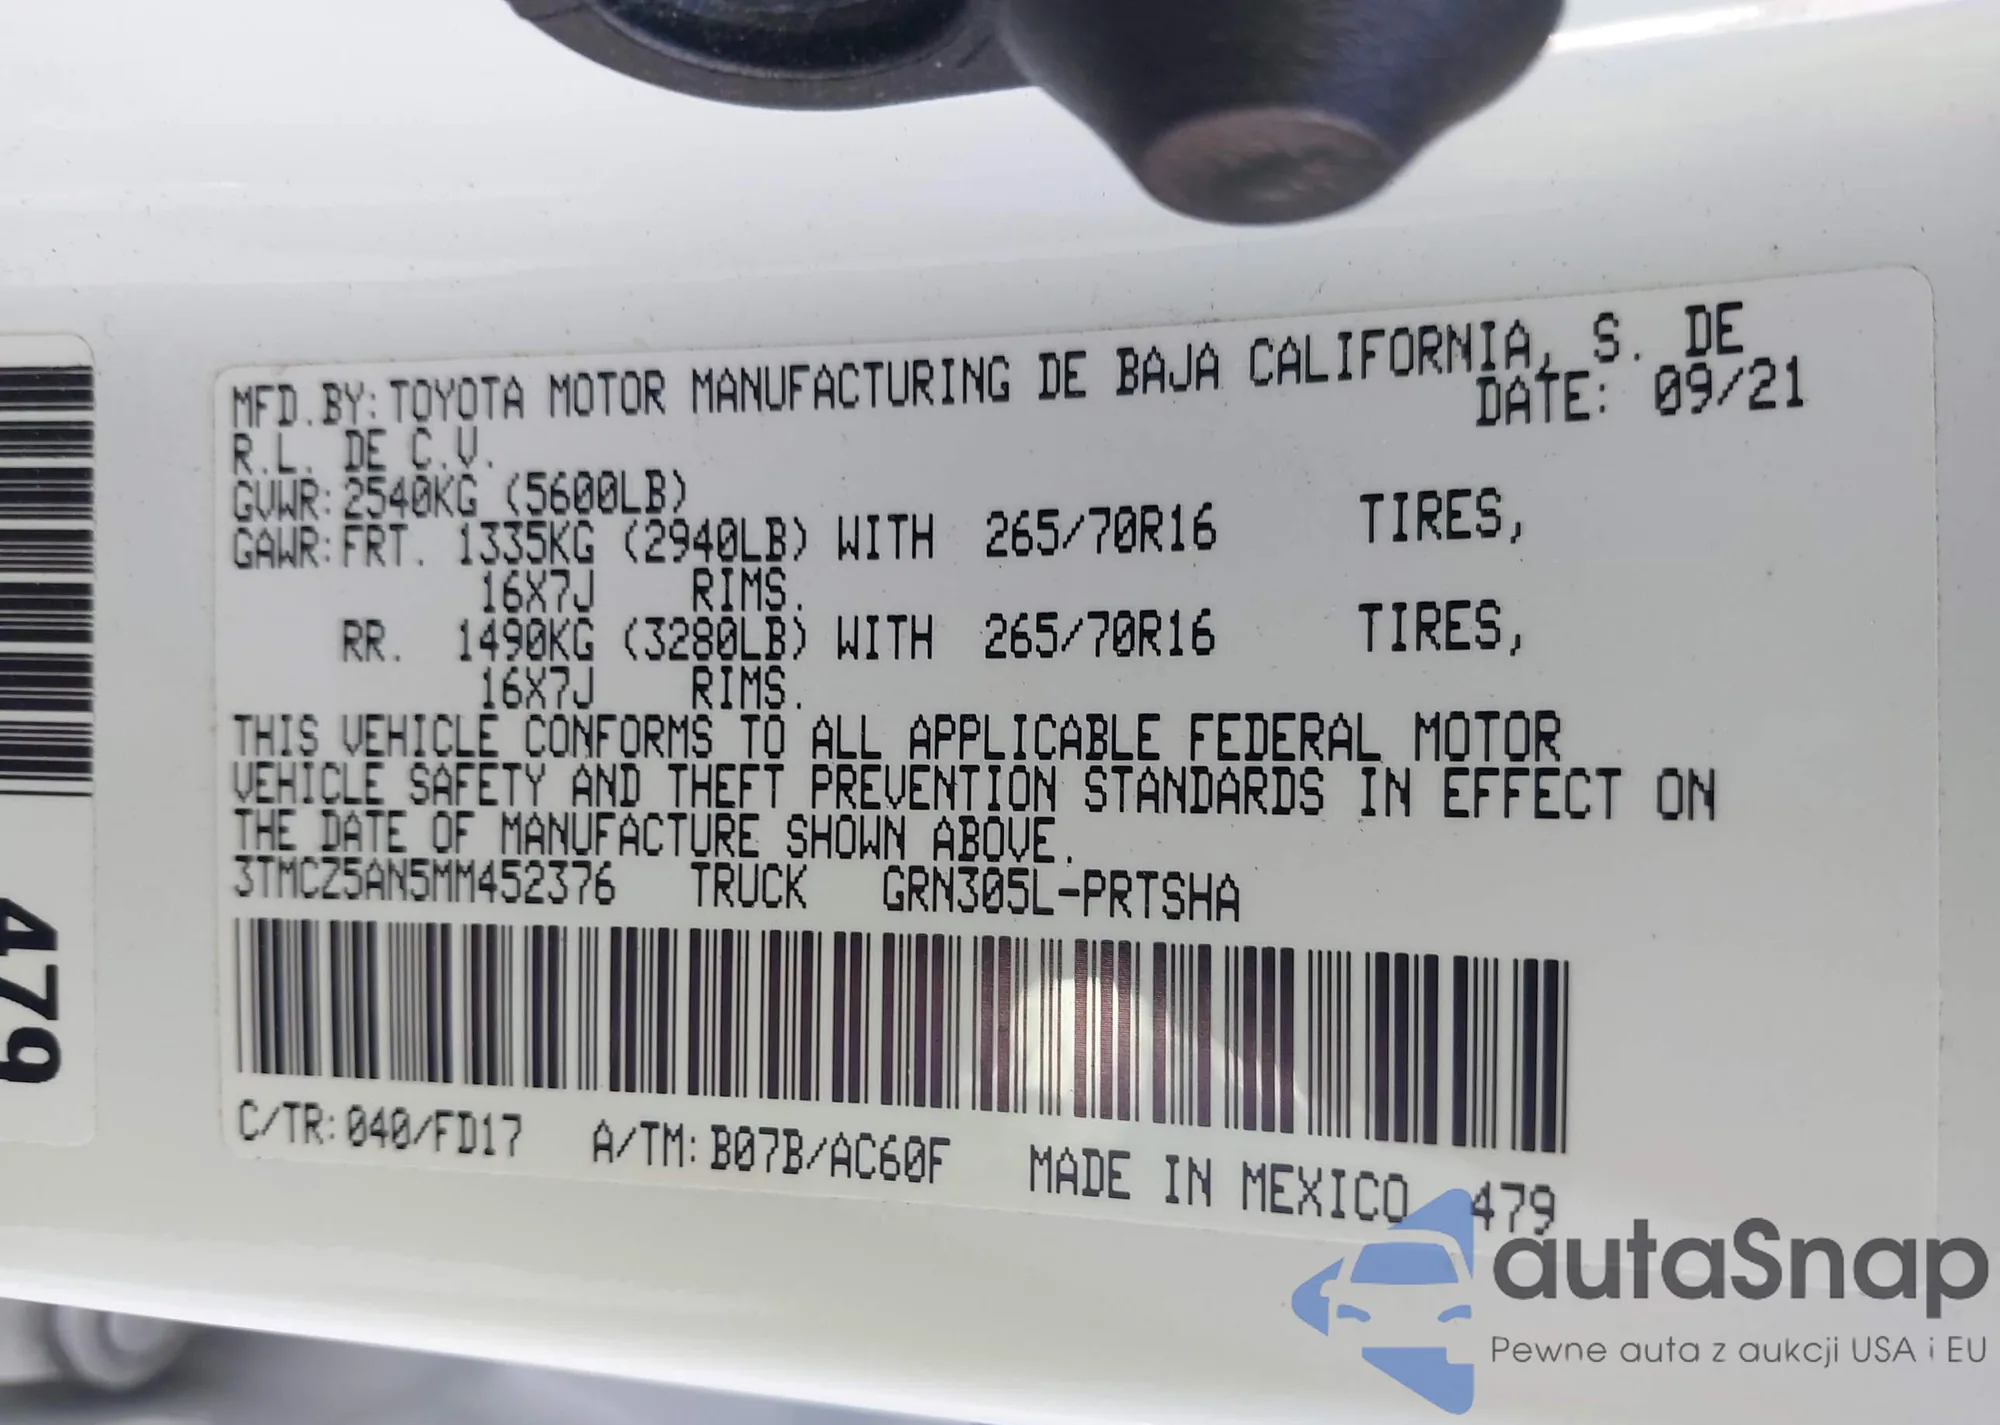 MFD.BY: TOYOTA MOTOR MANUFACTURING DE BAJA CALIFORNIA, S. DE
R.L. DE C.V. DATE: 09/21
GVWR: 2540KG (5600LB)
GAWR: FRT. 1335KG (2940LB) WITH 265/70R16 TIRES,
16X7J RIMS.
RR. 1490KG (3280LB) WITH 265/70R16 TIRES,
16X7J RIMS.
THIS VEHICLE CONFORMS TO ALL APPLICABLE FEDERAL MOTOR
VEHICLE SAFETY AND THEFT PREVENTION STANDARDS IN EFFECT ON
THE DATE OF MANUFACTURE SHOWN ABOVE.
3TMCZ5AN5MM452376 TRUCK GRN305L-PRTSHA
C/TR: 040/FD17 A/TM: B07B/AC60F MADE IN MEXICO 479
479
autaSnap
Pewne auta z aukcji USA i EU